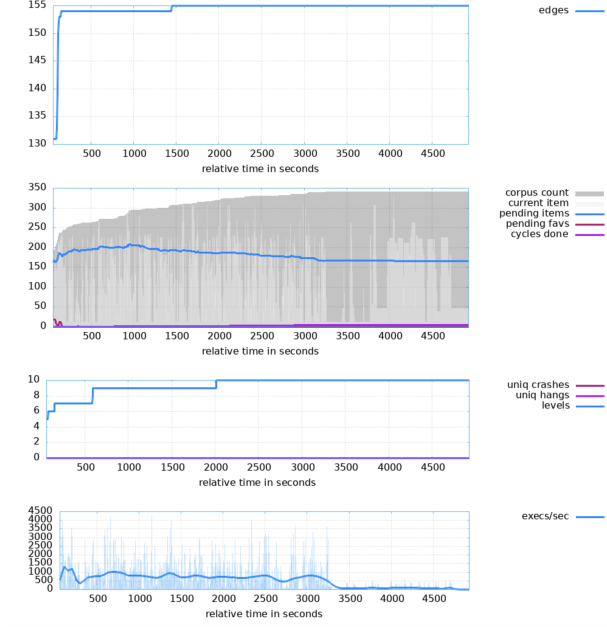 155
150
145
140
135
130
500 1000 1500 2000 2500 3000 3500 4000 4500
relative time in seconds
edges
350
300
250
200
150
100
50
0
500 1000 1500 2000 2500 3000 3500 4000 4500
relative time in seconds
corpus count
current item
pending items
pending favs
cycles done
10
8
6
4
2
0
500 1000 1500 2000 2500 3000 3500 4000 4500
relative time in seconds
uniq crashes
uniq hangs
levels
4500
4000
3500
3000
2500
2000
1500
1000
500
0
500 1000 1500 2000 2500 3000 3500 4000 4500
relative time in seconds
execs/sec